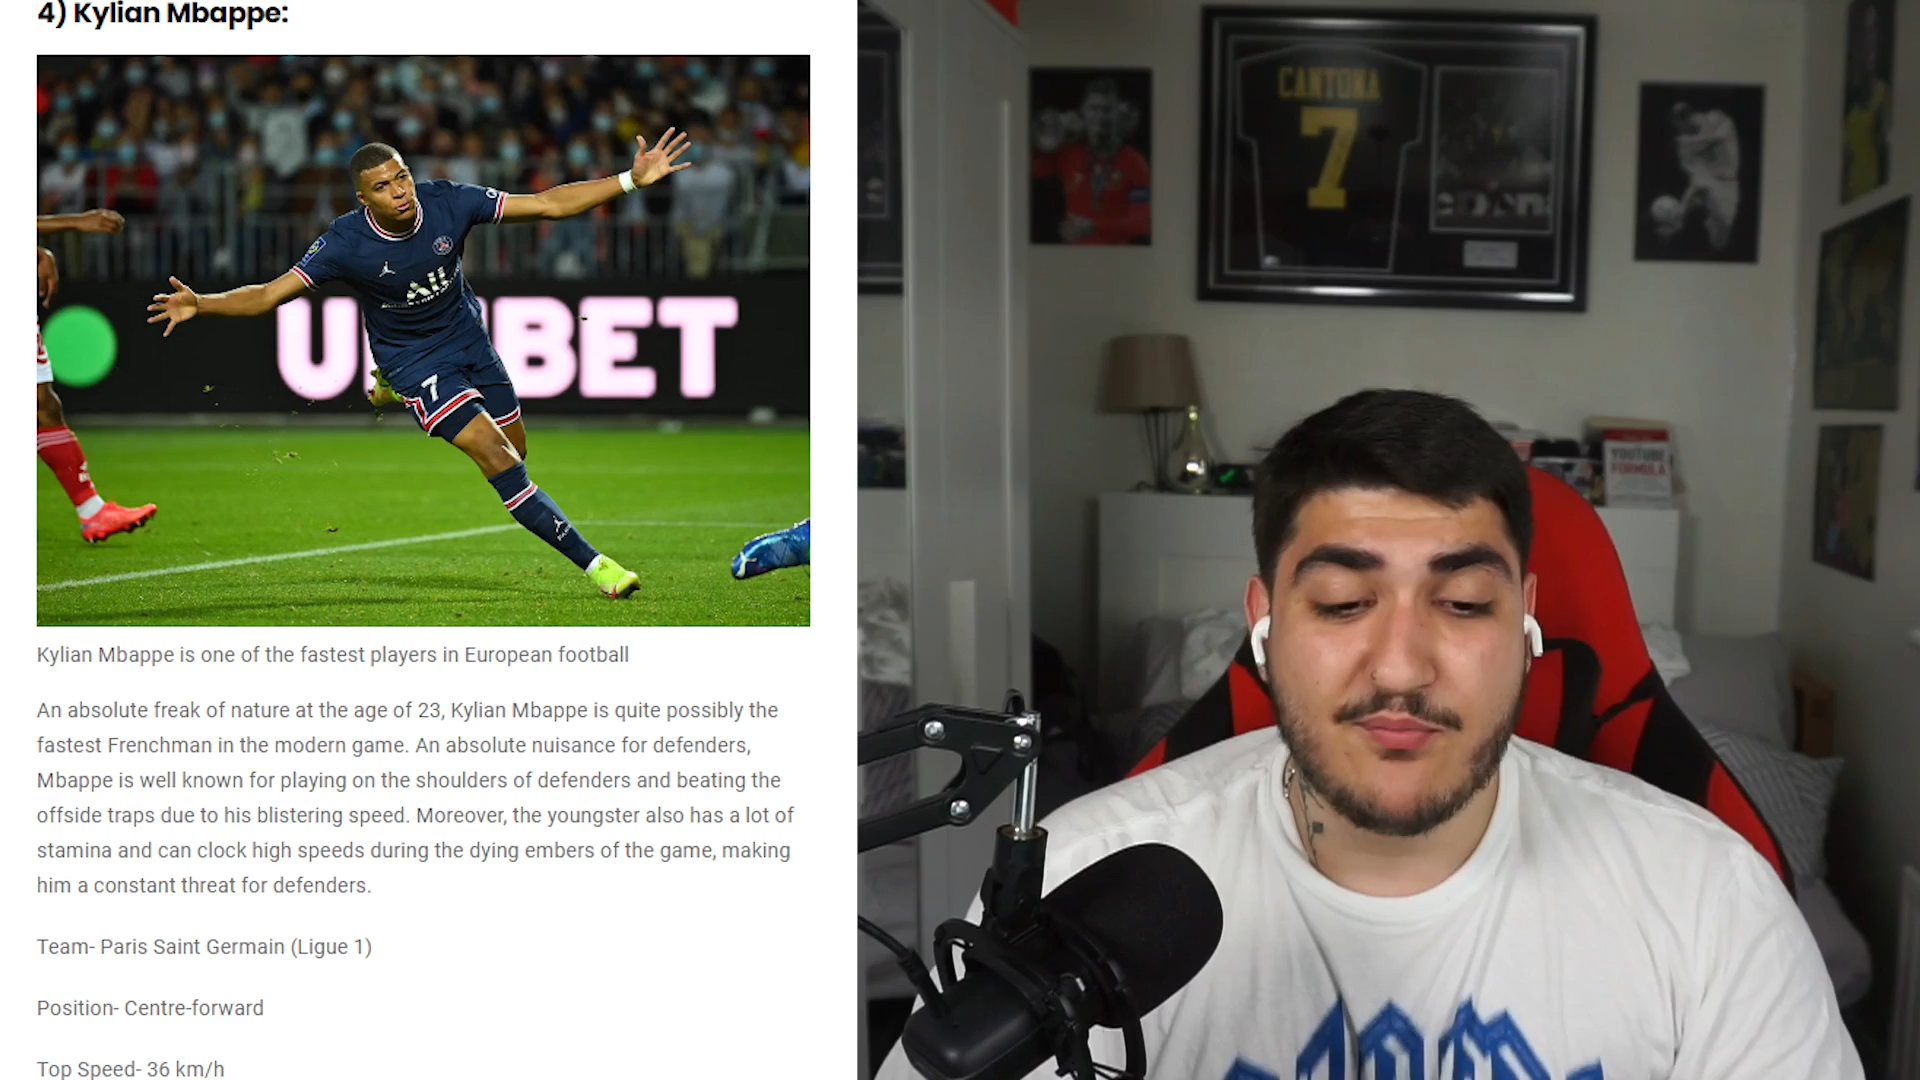 4) Kylian Mbappe:
7
Kylian Mbappe is one of the fastest players in European football
An absolute freak of nature at the age of 23, Kylian Mbappe is quite possibly the
fastest Frenchman in the modern game. An absolute nuisance for defenders,
Mbappe is well known for playing on the shoulders of defenders and beating the
offside traps due to his blistering speed. Moreover, the youngster also has a lot of
stamina and can clock high speeds during the dying embers of the game, making
him a constant threat for defenders.
Team- Paris Saint Germain (Ligue 1)
Position- Centre-forward
Top Speed- 36 km/h
CANTONA
7
YOUTUBE
FORMULA